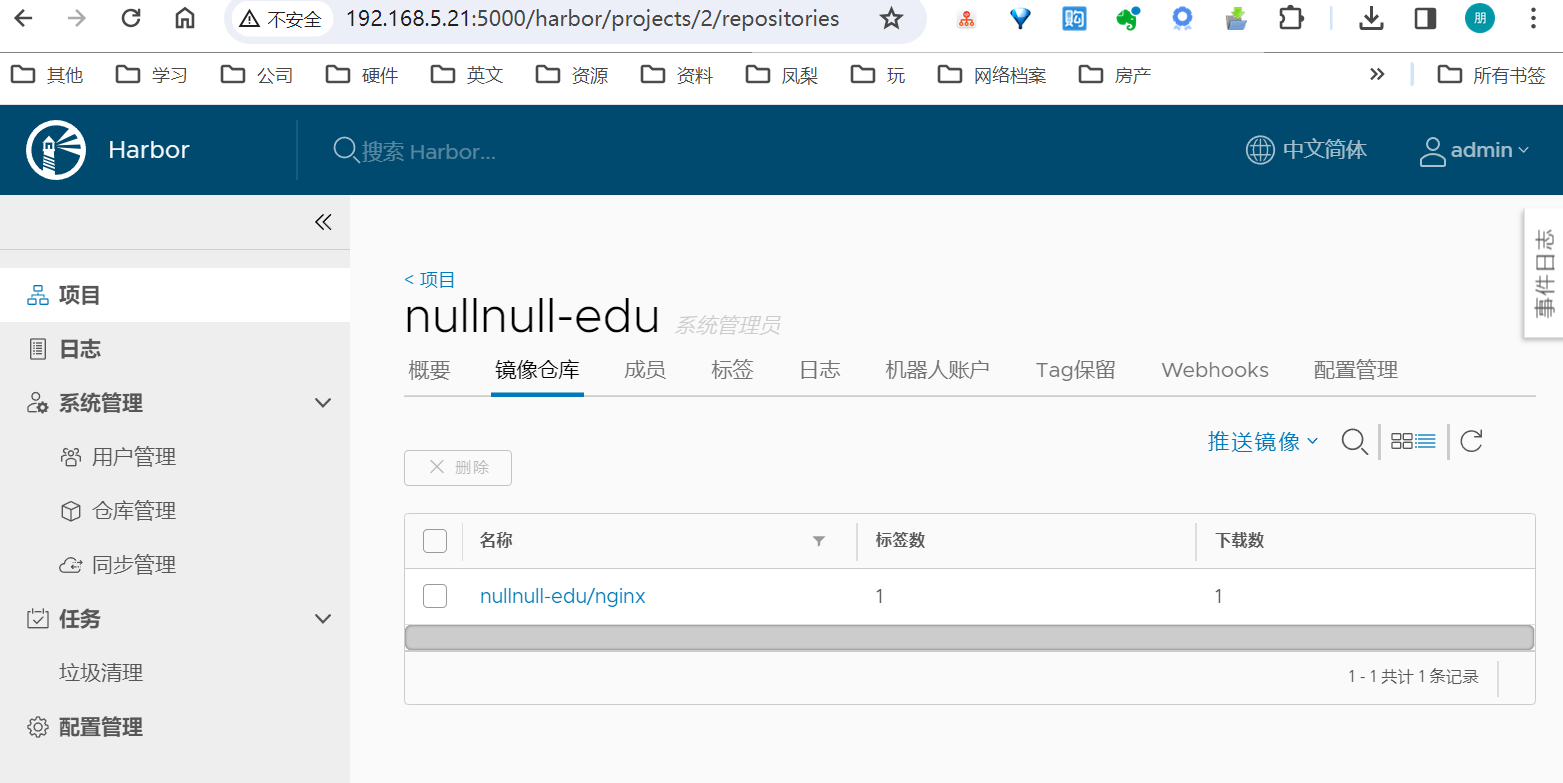 不安全 192.168.5.21:5000/harbor/projects/2/repositories 购 朋
其他 学习 公司 硬件 英文 资源 资料 凤梨 玩 网络档案 房产 » 所有书签
Harbor 搜索 Harbor... 中文简体 admin
事件日志
项目
日志
系统管理
用户管理
仓库管理
同步管理
任务
垃圾清理
配置管理
< 项目
nullnull-edu 系统管理员
概要 镜像仓库 成员 标签 日志 机器人账户 Tag保留 Webhooks 配置管理
推送镜像
删除
名称 标签数 下载数
nullnull-edu/nginx 1 1
1 - 1 共计 1 条记录